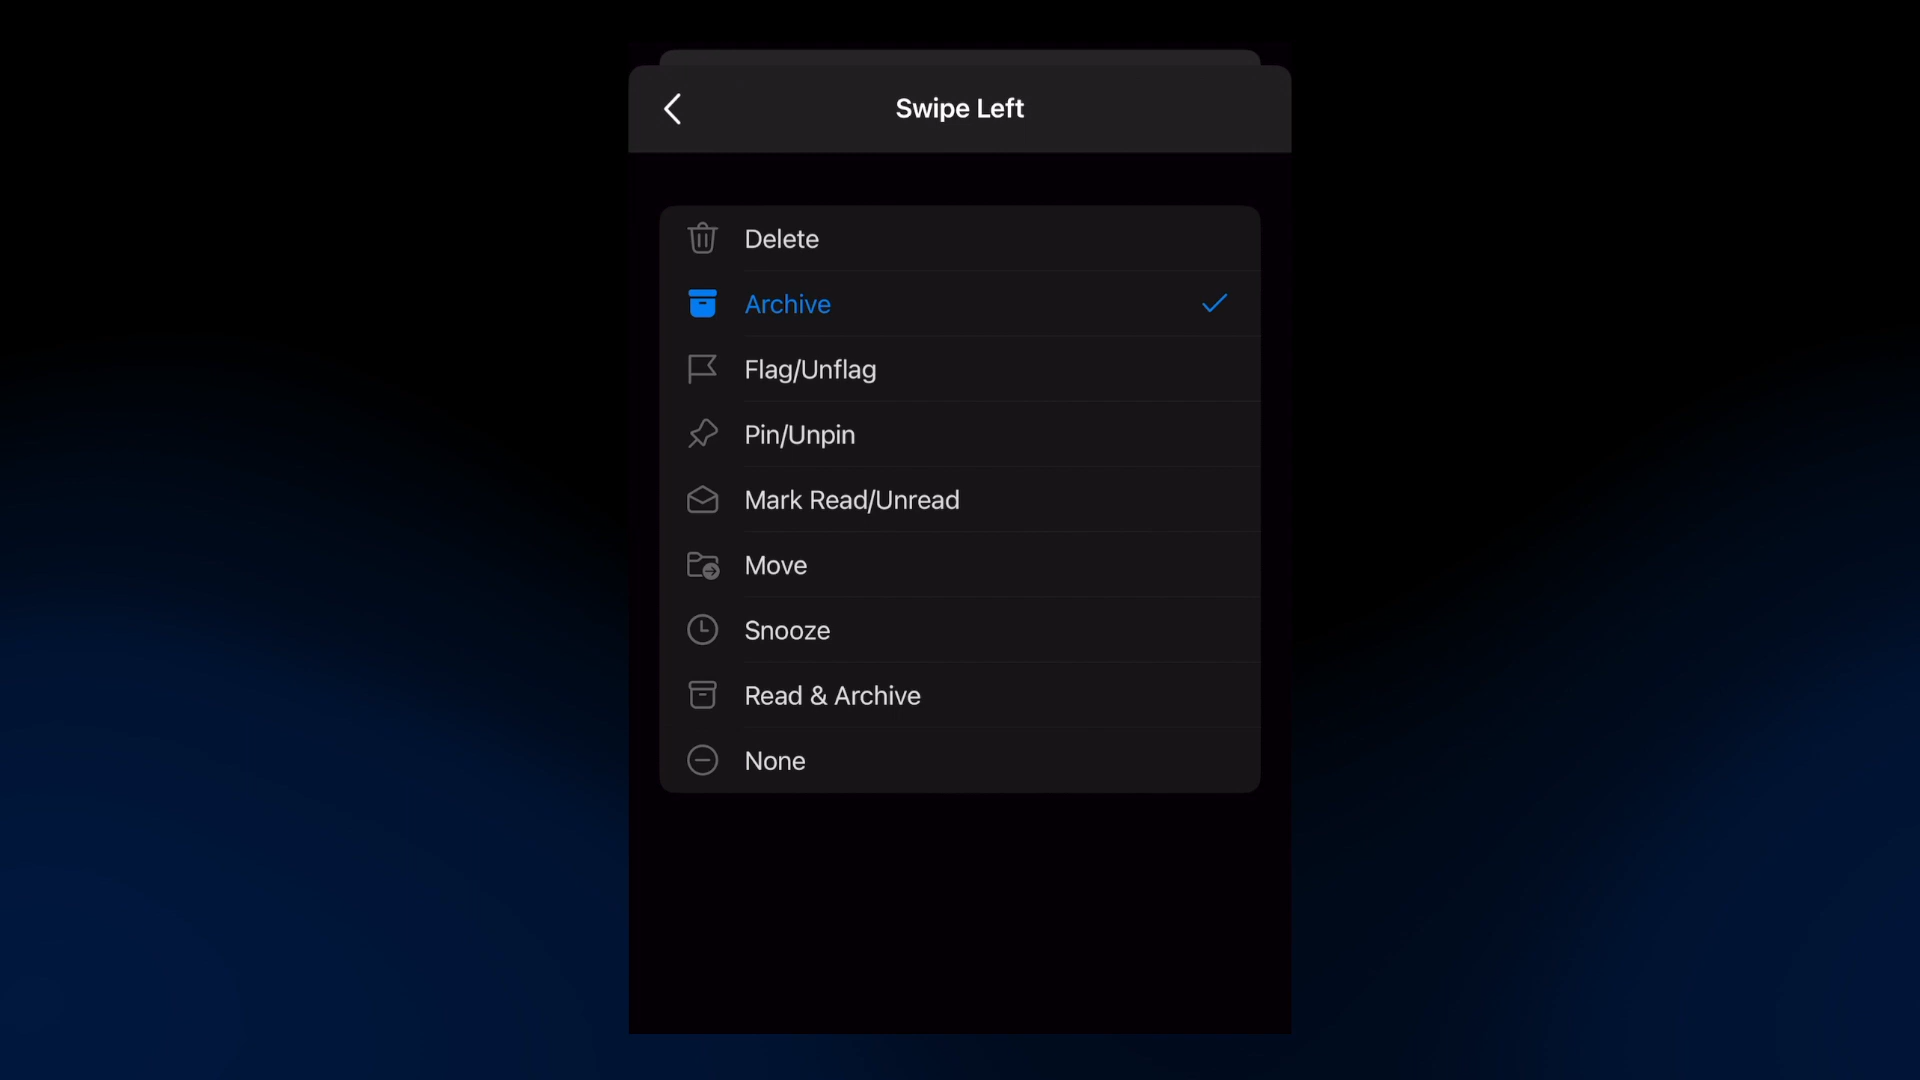 Swipe Left
Delete
Archive
Flag/Unflag
Pin/Unpin
Mark Read/Unread
Move
Snooze
Read & Archive
None